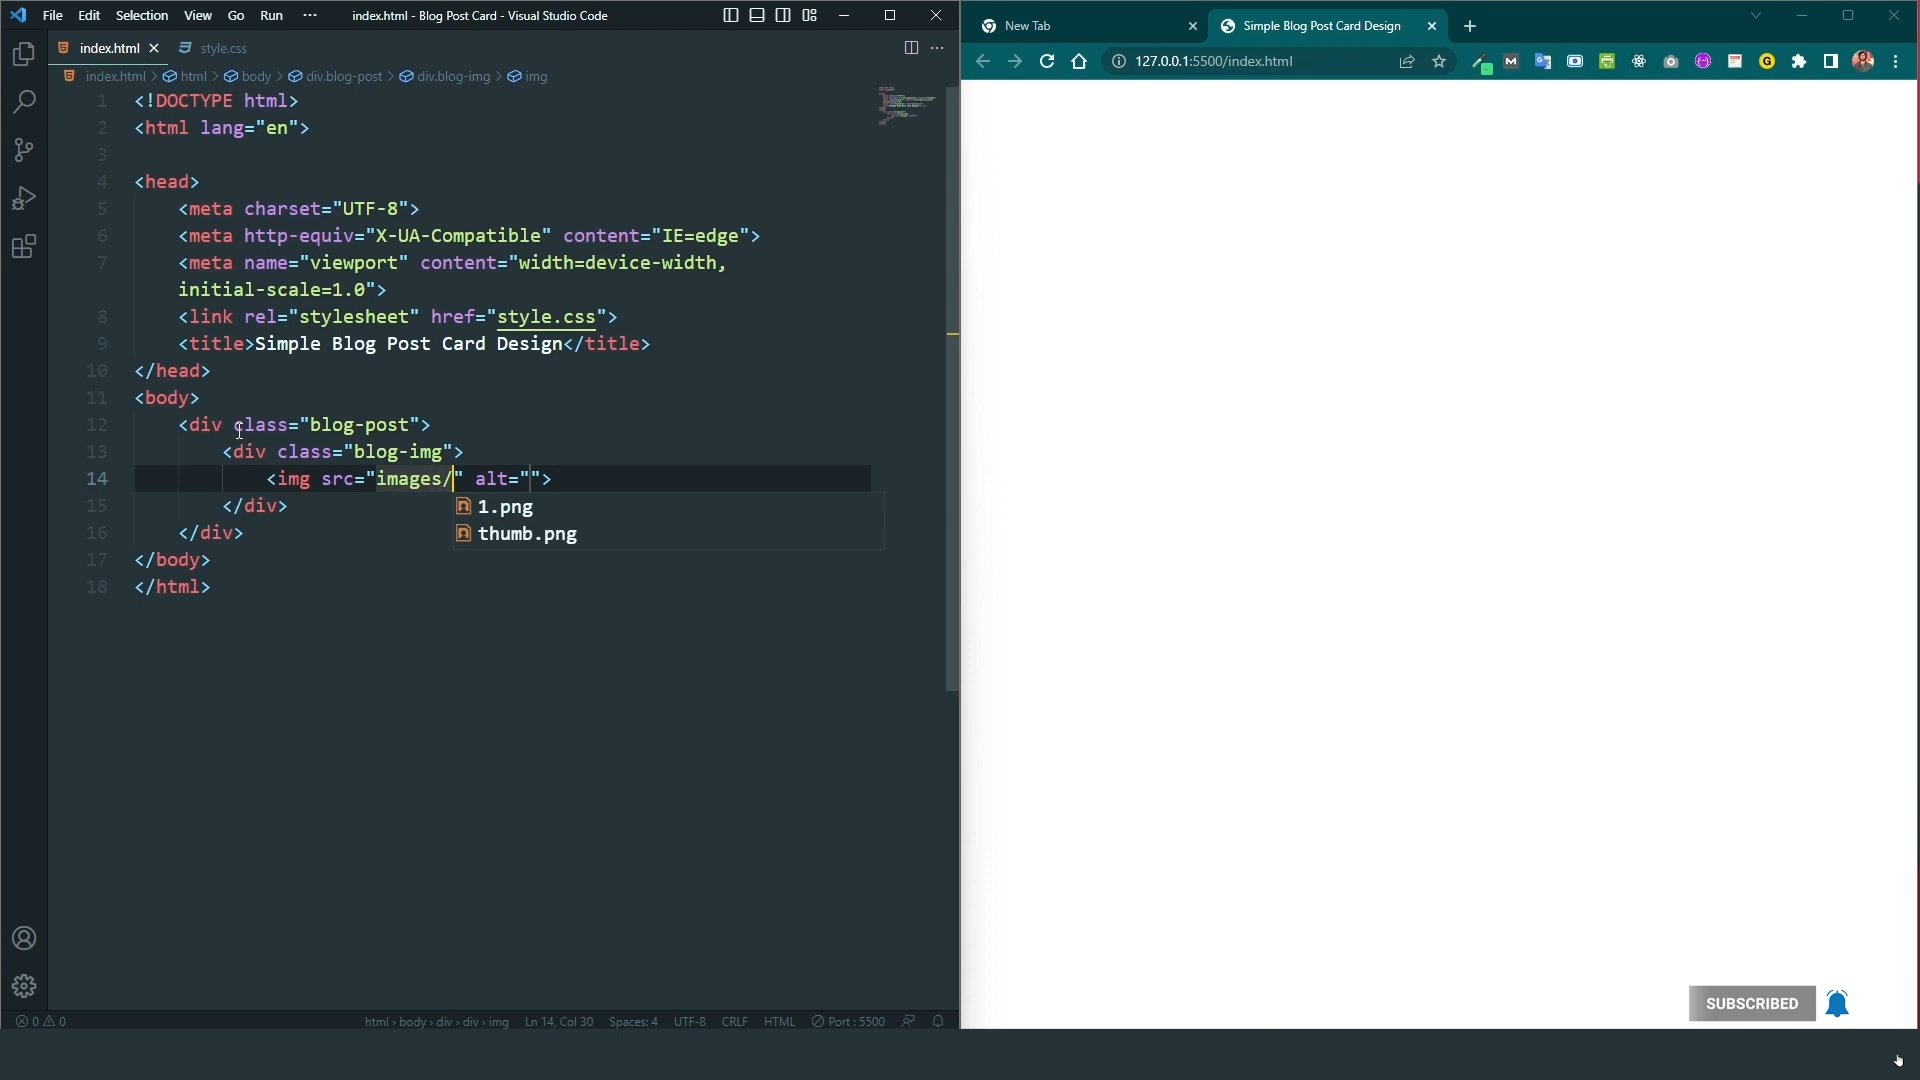 File Edit Selection View Go Run ··· index.html - Blog Post Card - Visual Studio Code
index.html style.css
index.html > html > body > div.blog-post > div.blog-img > img
1 <!DOCTYPE html>
2 <html lang="en">
3
4 <head>
5 <meta charset="UTF-8">
6 <meta http-equiv="X-UA-Compatible" content="IE=edge">
7 <meta name="viewport" content="width=device-width,
initial-scale=1.0">
8 <link rel="stylesheet" href="style.css">
9 <title>Simple Blog Post Card Design</title>
10 </head>
11 <body>
12 <div class="blog-post">
13 <div class="blog-img">
14 <img src="images/" alt="">
15 </div>
1.png
16 </div>
thumb.png
17 </body>
18 </html>
0 0 html > body > div > div > img Ln 14, Col 30 Spaces: 4 UTF-8 CRLF HTML Port : 5500
New Tab Simple Blog Post Card Design
127.0.0.1:5500/index.html
M G
SUBSCRIBED